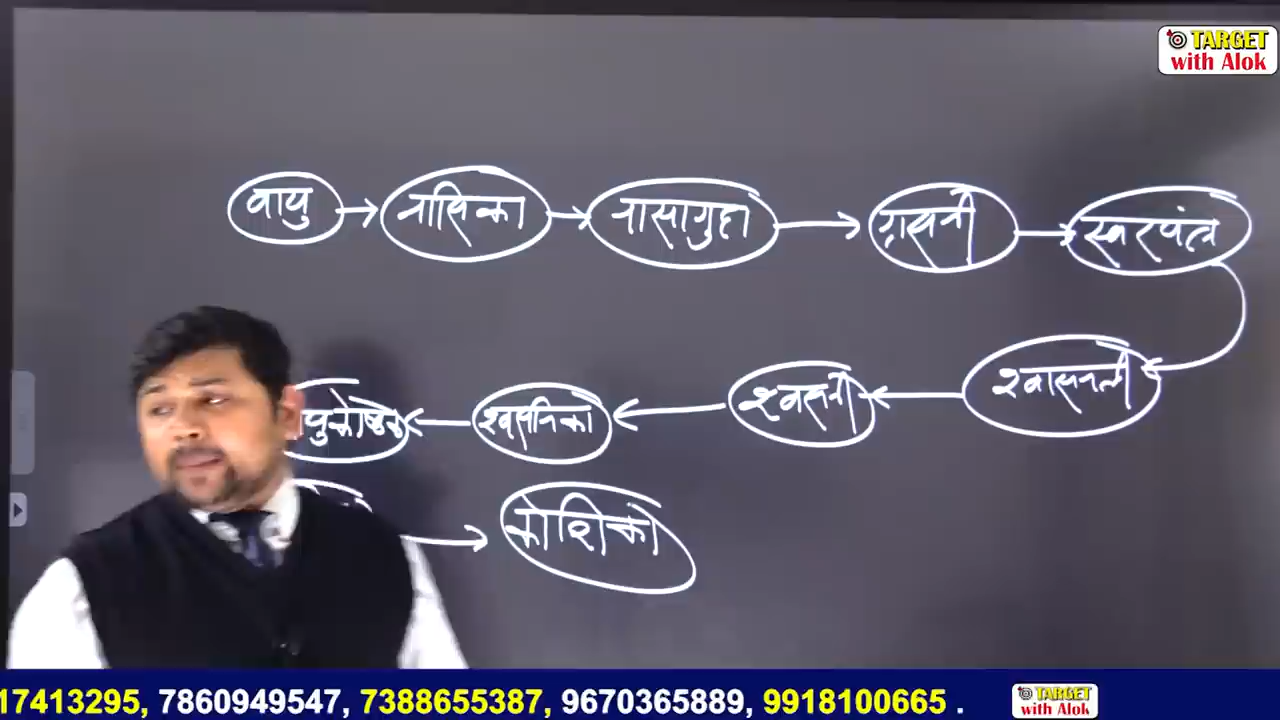 TARGET
with Alok
वायु → नासिका → नासागुहा → ग्रसनी → स्वरयंत्र
श्वासनली
श्वसनी
श्वसनिका
कोशिका
17413295, 7860949547, 7388655387, 9670365889, 9918100665 .
TARGET
with Alok